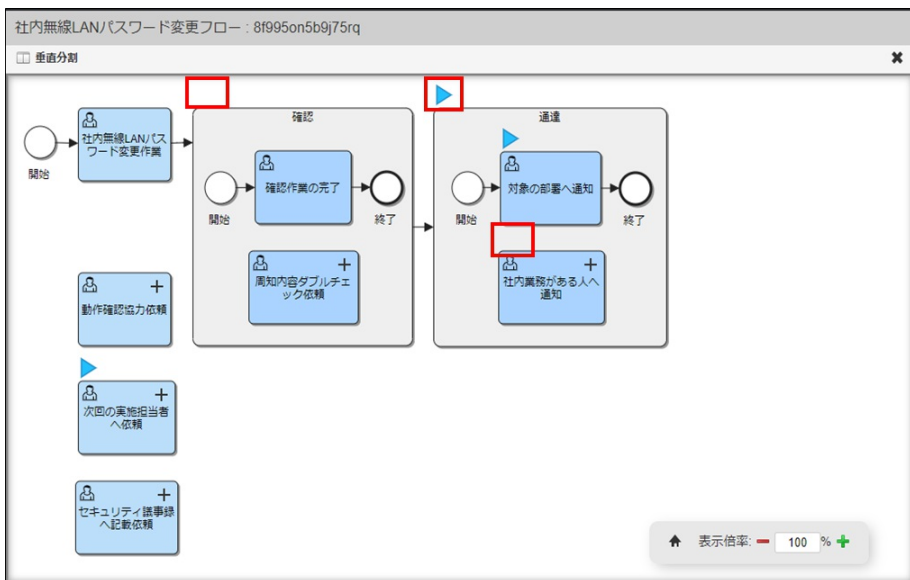 社内無線LANパスワード変更フロー : 8f995on5b9j75rq
垂直分割
確認
通達
社内無線LANパス
ワード変更作業
開始
確認作業の完了
開始
終了
対象の部署へ通知
開始
終了
周知内容ダブルチェ
ック依頼
社内業務がある人へ
通知
動作確認協力依頼
次回の実施担当者
へ依頼
セキュリティ議事録
へ記載依頼
表示倍率: 100 %